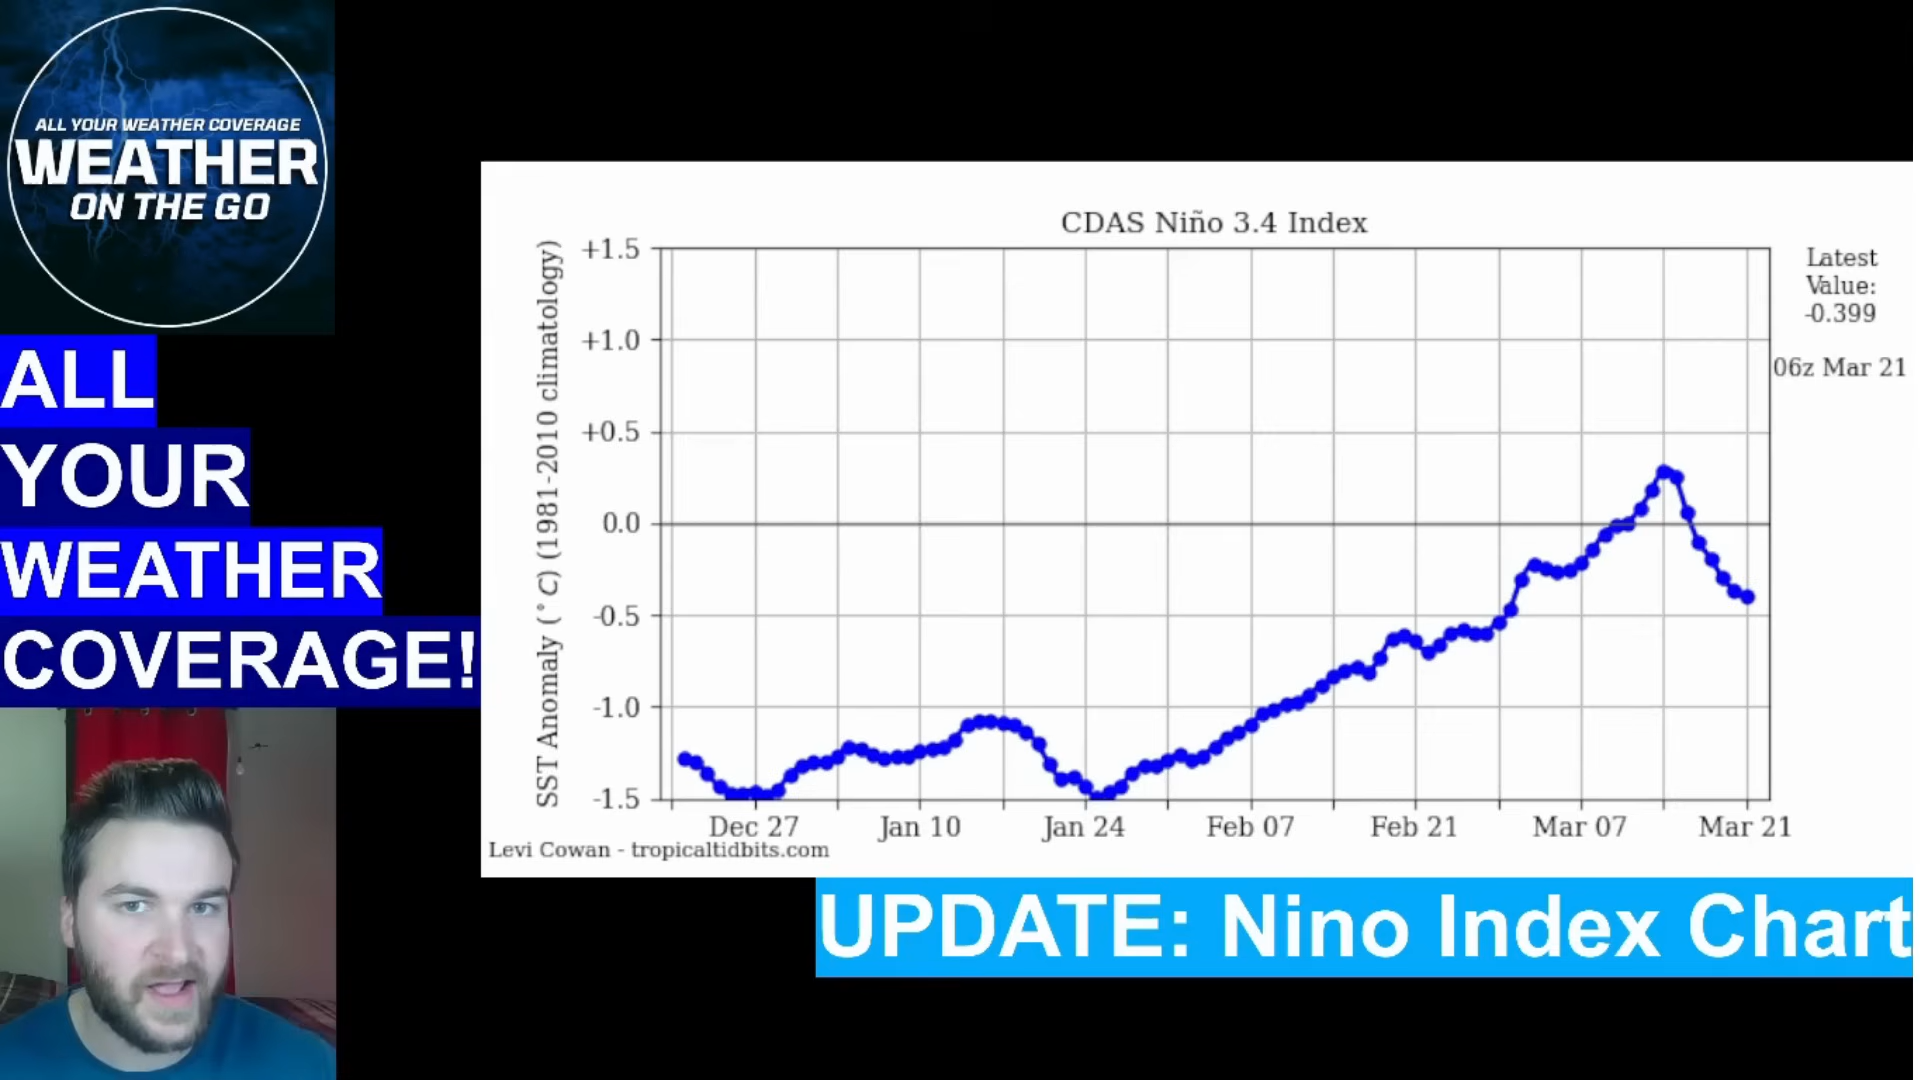 ALL YOUR WEATHER COVERAGE
WEATHER
ON THE GO
ALL
YOUR
WEATHER
COVERAGE!
CDAS Niño 3.4 Index
SST Anomaly (°C) (1981-2010 climatology)
+1.5
+1.0
+0.5
0.0
-0.5
-1.0
-1.5
Dec 27 Jan 10 Jan 24 Feb 07 Feb 21 Mar 07 Mar 21
Latest
Value:
-0.399
06z Mar 21
Levi Cowan - tropicaltidbits.com
UPDATE: Nino Index Chart